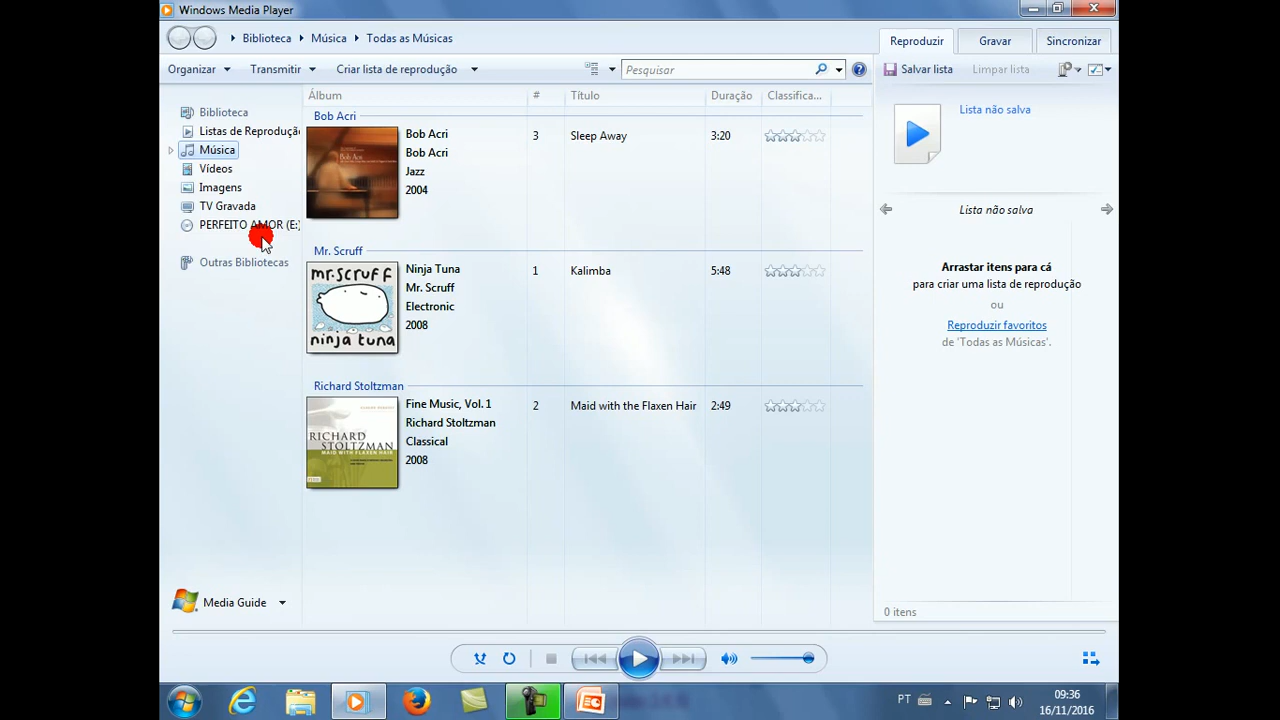 Windows Media Player
Biblioteca Música Todas as Músicas
Reproduzir Gravar Sincronizar
Organizar Transmitir Criar lista de reprodução Pesquisar
Salvar lista Limpar lista
Álbum # Título Duração Classifica...
Biblioteca
Listas de Reproduçã
Música
Vídeos
Imagens
TV Gravada
PERFEITO AMOR (E:)
Outras Bibliotecas
Bob Acri
Bob Acri 3 Sleep Away 3:20
Bob Acri
Jazz
2004
Mr. Scruff
mr.scruff
ninja tuna
Ninja Tuna 1 Kalimba 5:48
Mr. Scruff
Electronic
2008
Richard Stoltzman
RICHARD
STOLTZMAN
MAID WITH FLAXEN HAIR
Fine Music, Vol. 1 2 Maid with the Flaxen Hair 2:49
Richard Stoltzman
Classical
2008
Lista não salva
Lista não salva
Arrastar itens para cá
para criar uma lista de reprodução
ou
Reproduzir favoritos
de 'Todas as Músicas'.
0 itens
Media Guide
PT
09:36
16/11/2016